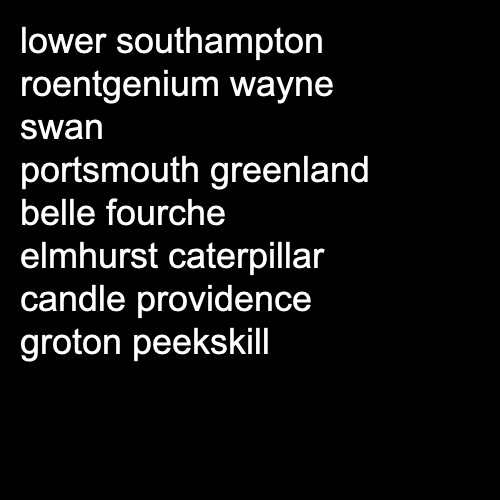 lower southampton
roentgenium wayne
swan
portsmouth greenland
belle fourche
elmhurst caterpillar
candle providence
groton peekskill